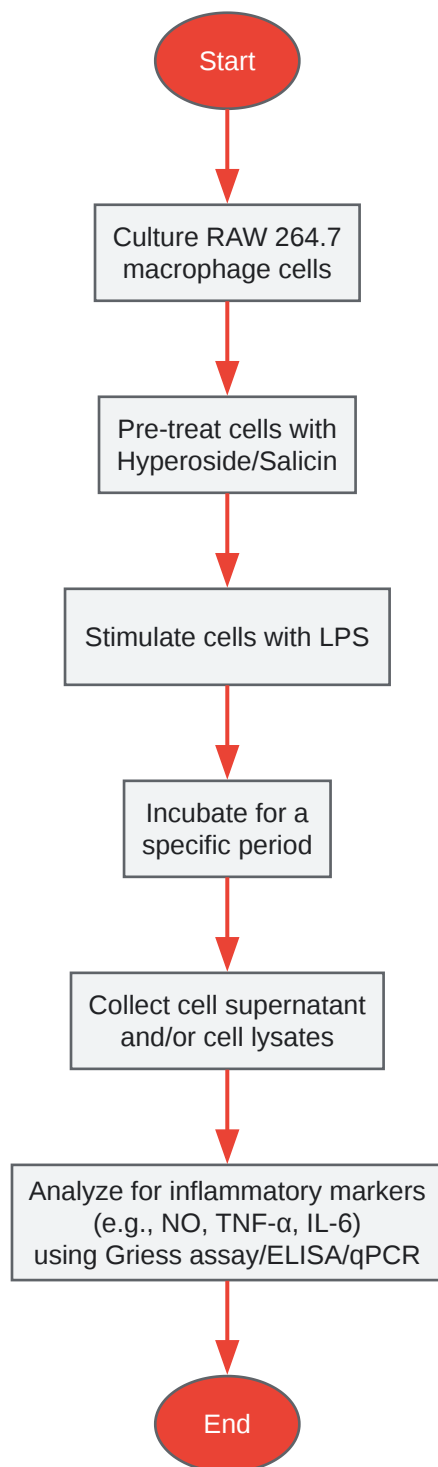 Start
Culture RAW 264.7
macrophage cells
Pre-treat cells with
Hyperoside/Salicin
Stimulate cells with LPS
Incubate for a
specific period
Collect cell supernatant
and/or cell lysates
Analyze for inflammatory markers
(e.g., NO, TNF-α, IL-6)
using Griess assay/ELISA/qPCR
End